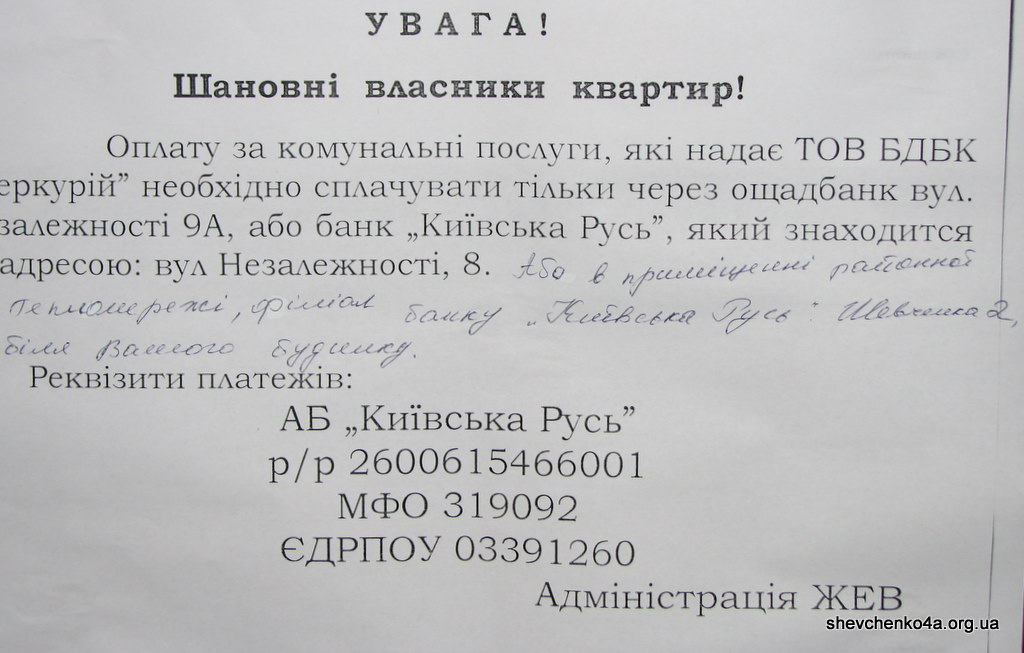 У В А Г А !
Шановні власники квартир!
Оплату за комунальні послуги, які надає ТОВ БДБК
еркурій” необхідно сплачувати тільки через ощадбанк вул.
залежності 9А, або банк „Київська Русь”, який знаходится
адресою: вул Незалежності, 8. Або в приміщенні районної
тепломережі, філіал банку „Київська Русь" Шевченка 2,
біля Вашого будинку.
Реквізити платежів:
АБ „Київська Русь”
р/р 2600615466001
МФО 319092
ЄДРПОУ 03391260
Адміністрація ЖЕВ
shevchenko4a.org.ua